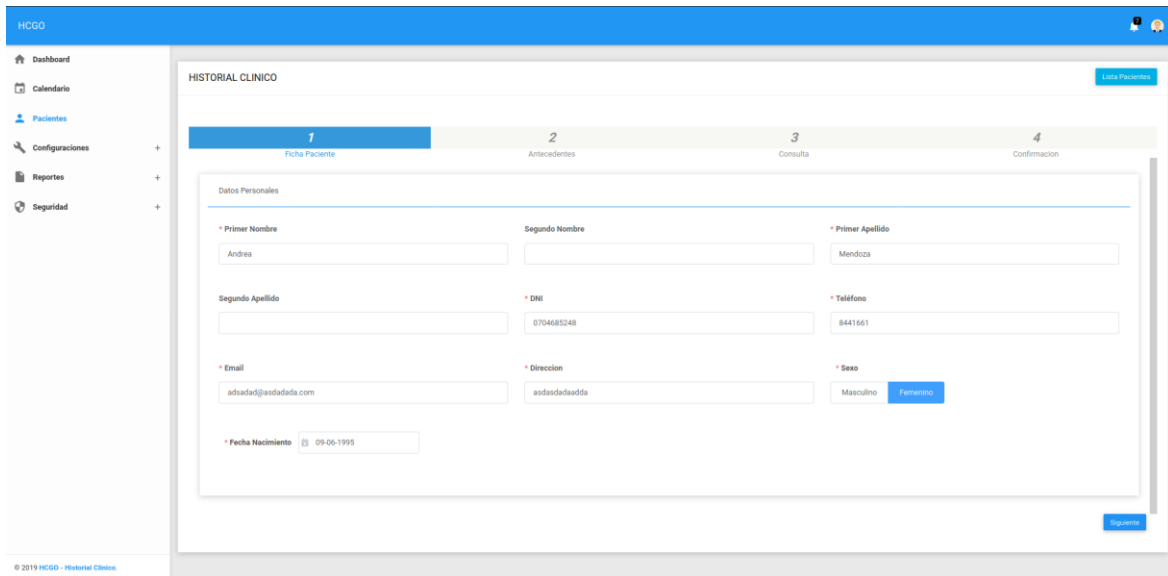 HCGO
7
Dashboard
Calendario
Pacientes
Configuraciones +
Reportes +
Seguridad +
HISTORIAL CLINICO
Lista Pacientes
1 2 3 4
Ficha Paciente Antecedentes Consulta Confirmacion
Datos Personales
* Primer Nombre Segundo Nombre * Primer Apellido
Andrea Mendoza
Segundo Apellido * DNI * Teléfono
0704685248 8441661
* Email * Direccion * Sexo
adsadad@asdadada.com asdasdadaadda Masculino Femenino
* Fecha Nacimiento 09-06-1995
Siguiente
© 2019 HCGO - Historial Clinico.